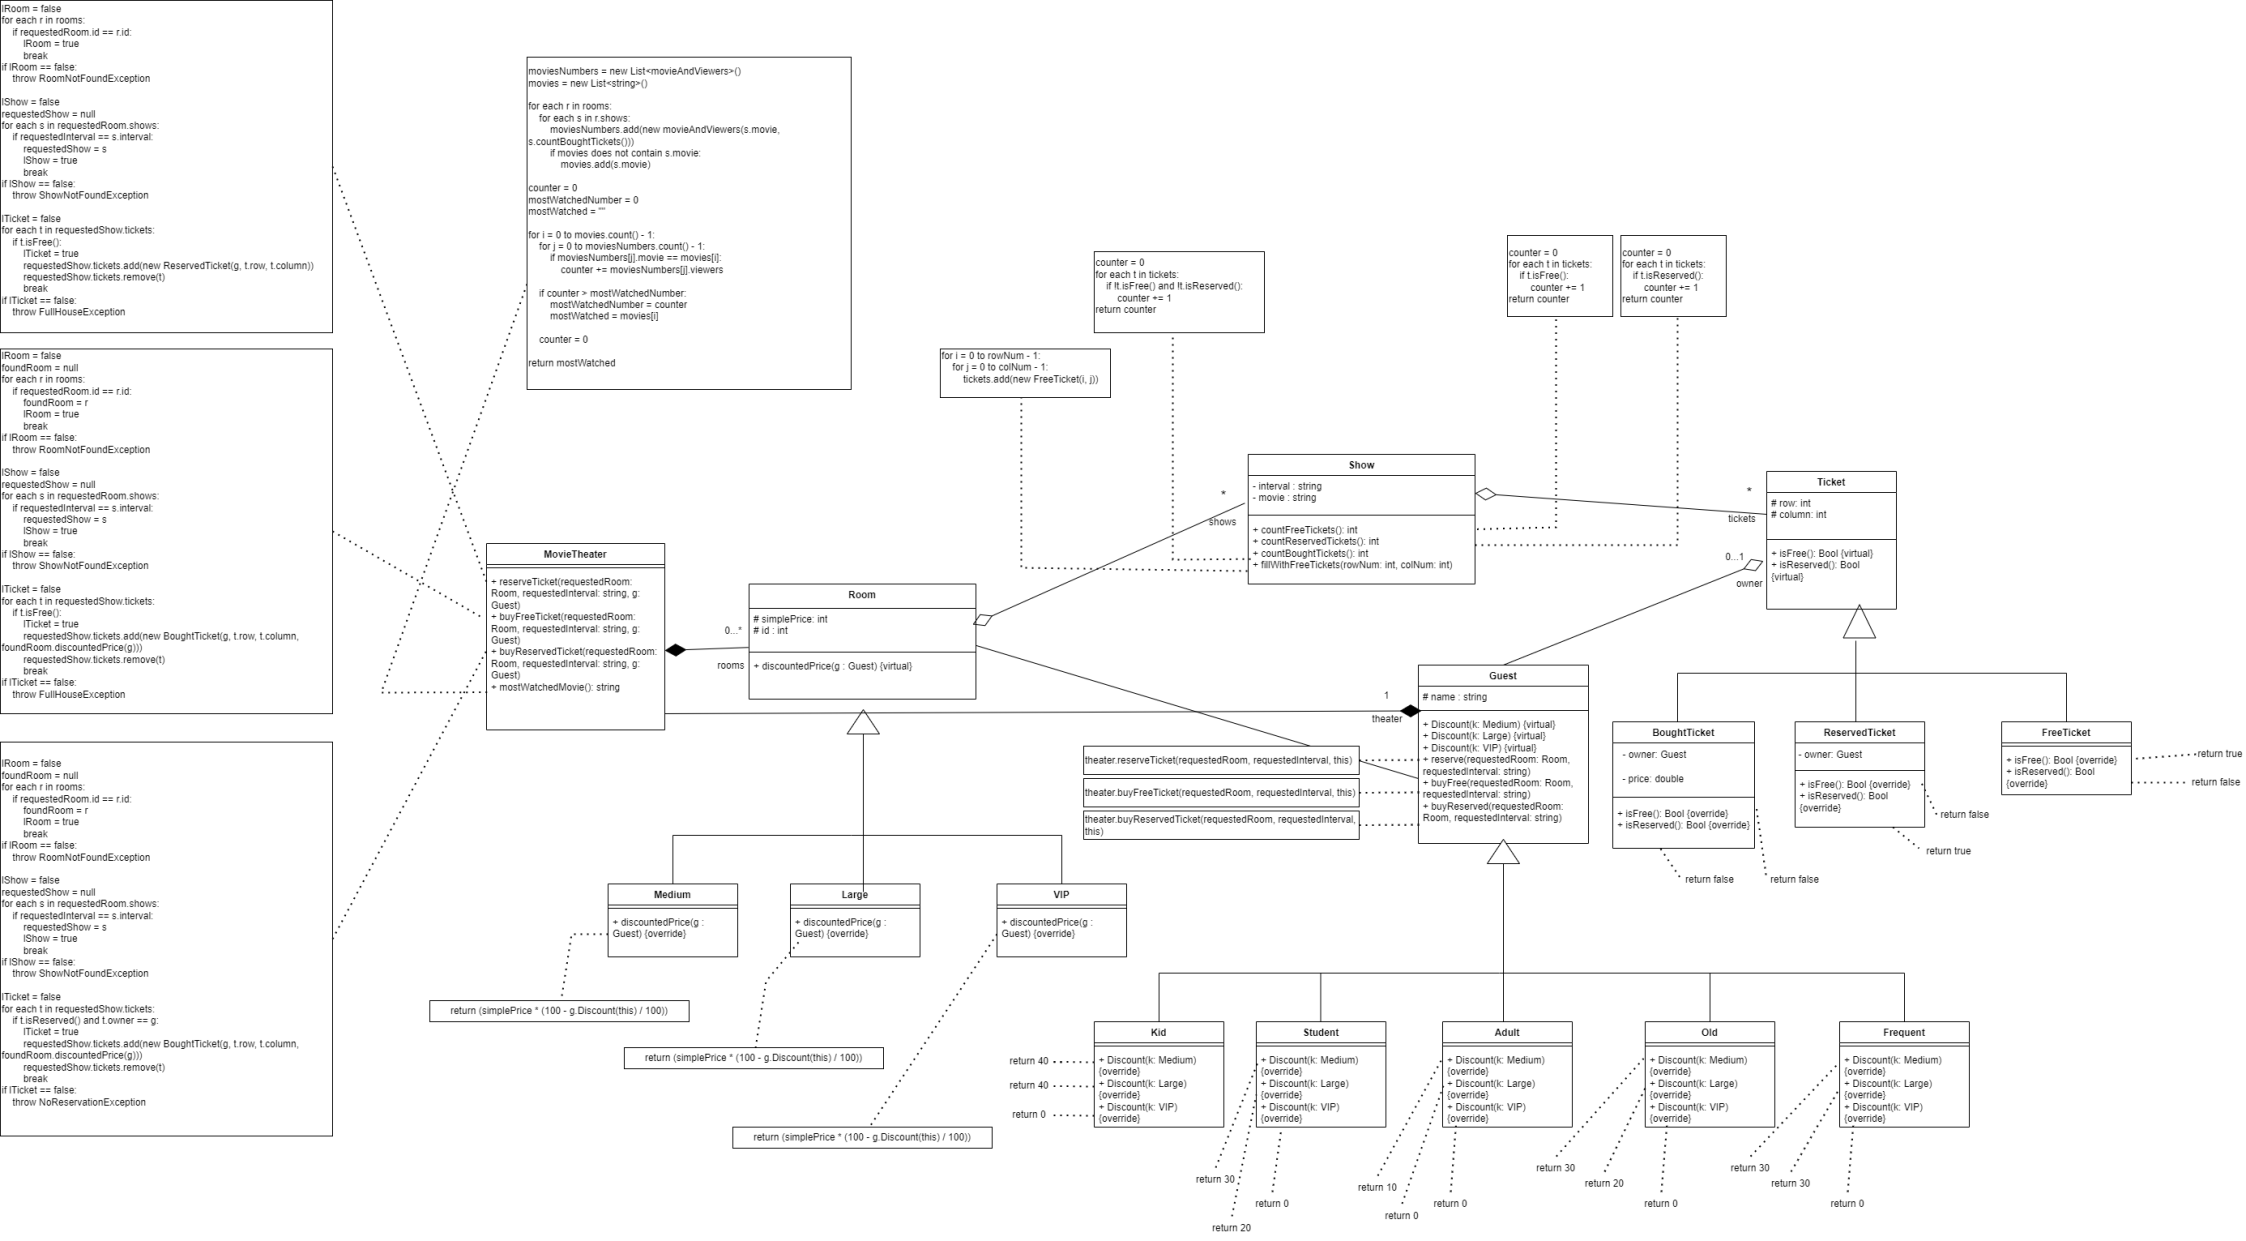 lRoom = false
for each r in rooms:
if requestedRoom.id == r.id:
lRoom = true
break
if lRoom == false:
throw RoomNotFoundException
lShow = false
requestedShow = null
for each s in requestedRoom.shows:
if requestedInterval == s.interval:
requestedShow = s
lShow = true
break
if lShow == false:
throw ShowNotFoundException
lTicket = false
for each t in requestedShow.tickets:
if t.isFree():
lTicket = true
requestedShow.tickets.add(new ReservedTicket(g, t.row, t.column))
requestedShow.tickets.remove(t)
break
if lTicket == false:
throw FullHouseException
lRoom = false
foundRoom = null
for each r in rooms:
if requestedRoom.id == r.id:
foundRoom = r
lRoom = true
break
if lRoom == false:
throw RoomNotFoundException
lShow = false
requestedShow = null
for each s in requestedRoom.shows:
if requestedInterval == s.interval:
requestedShow = s
lShow = true
break
if lShow == false:
throw ShowNotFoundException
lTicket = false
for each t in requestedShow.tickets:
if t.isFree():
lTicket = true
requestedShow.tickets.add(new BoughtTicket(g, t.row, t.column,
foundRoom.discountedPrice(g)))
requestedShow.tickets.remove(t)
break
if lTicket == false:
throw FullHouseException
lRoom = false
foundRoom = null
for each r in rooms:
if requestedRoom.id == r.id:
foundRoom = r
lRoom = true
break
if lRoom == false:
throw RoomNotFoundException
lShow = false
requestedShow = null
for each s in requestedRoom.shows:
if requestedInterval == s.interval:
requestedShow = s
lShow = true
break
if lShow == false:
throw ShowNotFoundException
lTicket = false
for each t in requestedShow.tickets:
if t.isReserved() and t.owner == g:
lTicket = true
requestedShow.tickets.add(new BoughtTicket(g, t.row, t.column,
foundRoom.discountedPrice(g)))
requestedShow.tickets.remove(t)
break
if lTicket == false:
throw NoReservationException
moviesNumbers = new List<movieAndViewers>()
movies = new List<string>()
for each r in rooms:
for each s in r.shows:
moviesNumbers.add(new movieAndViewers(s.movie,
s.countBoughtTickets()))
if movies does not contain s.movie:
movies.add(s.movie)
counter = 0
mostWatchedNumber = 0
mostWatched = ""
for i = 0 to movies.count() - 1:
for j = 0 to moviesNumbers.count() - 1:
if moviesNumbers[j].movie == movies[i]:
counter += moviesNumbers[j].viewers
if counter > mostWatchedNumber:
mostWatchedNumber = counter
mostWatched = movies[i]
counter = 0
return mostWatched
for i = 0 to rowNum - 1:
for j = 0 to colNum - 1:
tickets.add(new FreeTicket(i, j))
counter = 0
for each t in tickets:
if !t.isFree() and !t.isReserved():
counter += 1
return counter
counter = 0
for each t in tickets:
if t.isFree():
counter += 1
return counter
counter = 0
for each t in tickets:
if t.isReserved():
counter += 1
return counter
MovieTheater
+ reserveTicket(requestedRoom:
Room, requestedInterval: string, g:
Guest)
+ buyFreeTicket(requestedRoom:
Room, requestedInterval: string, g:
Guest)
+ buyReservedTicket(requestedRoom:
Room, requestedInterval: string, g:
Guest)
+ mostWatchedMovie(): string
0...*
rooms
Room
# simplePrice: int
# id : int
+ discountedPrice(g : Guest) {virtual}
*
shows
Show
- interval : string
- movie : string
+ countFreeTickets(): int
+ countReservedTickets(): int
+ countBoughtTickets(): int
+ fillWithFreeTickets(rowNum: int, colNum: int)
*
tickets
Ticket
# row: int
# column: int
+ isFree(): Bool {virtual}
+ isReserved(): Bool
{virtual}
0...1
owner
1
theater
Guest
# name : string
+ Discount(k: Medium) {virtual}
+ Discount(k: Large) {virtual}
+ Discount(k: VIP) {virtual}
+ reserve(requestedRoom: Room,
requestedInterval: string)
+ buyFree(requestedRoom: Room,
requestedInterval: string)
+ buyReserved(requestedRoom:
Room, requestedInterval: string)
theater.reserveTicket(requestedRoom, requestedInterval, this)
theater.buyFreeTicket(requestedRoom, requestedInterval, this)
theater.buyReservedTicket(requestedRoom, requestedInterval,
this)
BoughtTicket
- owner: Guest
- price: double
+ isFree(): Bool {override}
+ isReserved(): Bool {override}
return false
return false
ReservedTicket
- owner: Guest
+ isFree(): Bool {override}
+ isReserved(): Bool
{override}
return false
return true
FreeTicket
+ isFree(): Bool {override}
+ isReserved(): Bool
{override}
return true
return false
Medium
+ discountedPrice(g :
Guest) {override}
Large
+ discountedPrice(g :
Guest) {override}
VIP
+ discountedPrice(g :
Guest) {override}
return (simplePrice * (100 - g.Discount(this) / 100))
return (simplePrice * (100 - g.Discount(this) / 100))
return (simplePrice * (100 - g.Discount(this) / 100))
Kid
+ Discount(k: Medium)
{override}
+ Discount(k: Large)
{override}
+ Discount(k: VIP)
{override}
return 40
return 40
return 0
Student
+ Discount(k: Medium)
{override}
+ Discount(k: Large)
{override}
+ Discount(k: VIP)
{override}
return 30
return 20
return 0
Adult
+ Discount(k: Medium)
{override}
+ Discount(k: Large)
{override}
+ Discount(k: VIP)
{override}
return 10
return 0
return 0
Old
+ Discount(k: Medium)
{override}
+ Discount(k: Large)
{override}
+ Discount(k: VIP)
{override}
return 30
return 20
return 0
Frequent
+ Discount(k: Medium)
{override}
+ Discount(k: Large)
{override}
+ Discount(k: VIP)
{override}
return 30
return 30
return 0